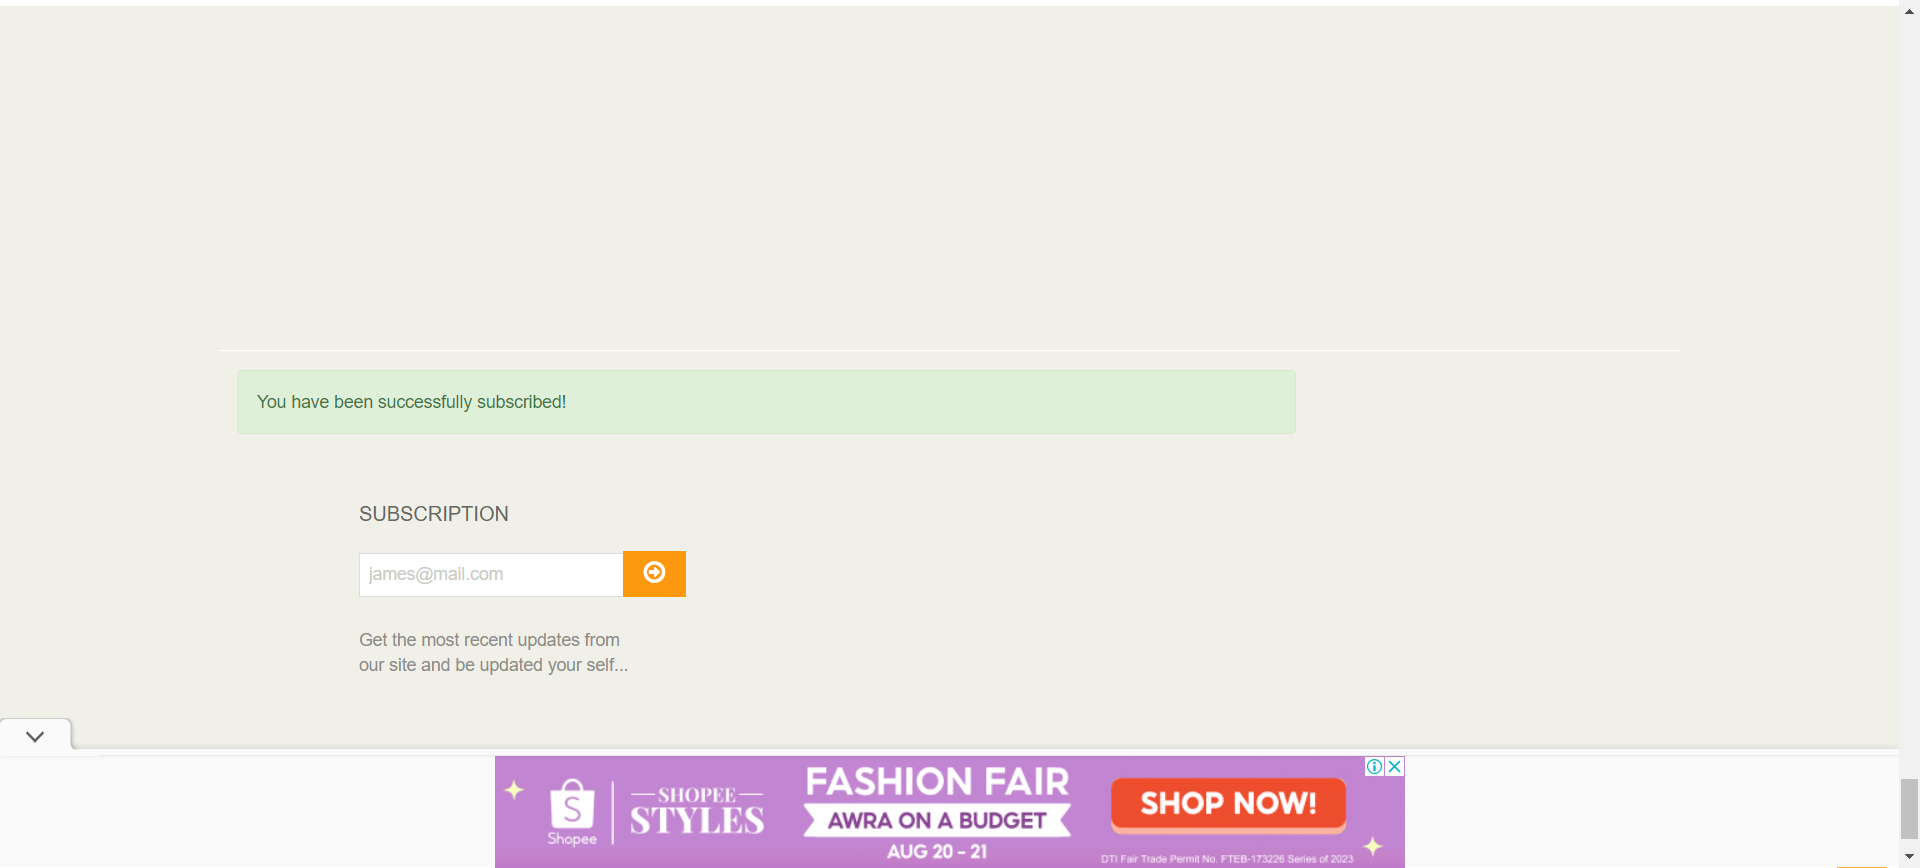 You have been successfully subscribed!
SUBSCRIPTION
james@mail.com
Get the most recent updates from
our site and be updated your self...
S
Shopee
SHOPEE
STYLES
FASHION FAIR
AWRA ON A BUDGET
AUG 20 - 21
SHOP NOW!
DTI Fair Trade Permit No. FTEB-173226 Series of 2023